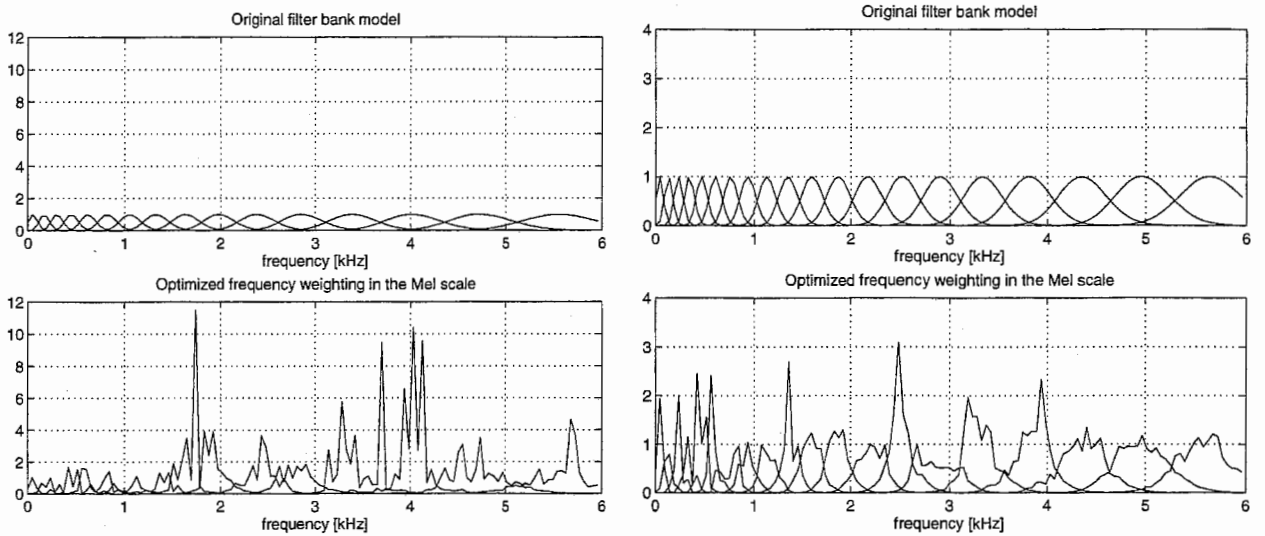 Original filter bank model
12
10
8
6
4
2
0
0 1 2 3 4 5 6
frequency [kHz]
Optimized frequency weighting in the Mel scale
12
10
8
6
4
2
0
0 1 2 3 4 5 6
frequency [kHz]
Original filter bank model
4
3
2
1
0
0 1 2 3 4 5 6
frequency [kHz]
Optimized frequency weighting in the Mel scale
4
3
2
1
0
0 1 2 3 4 5 6
frequency [kHz]